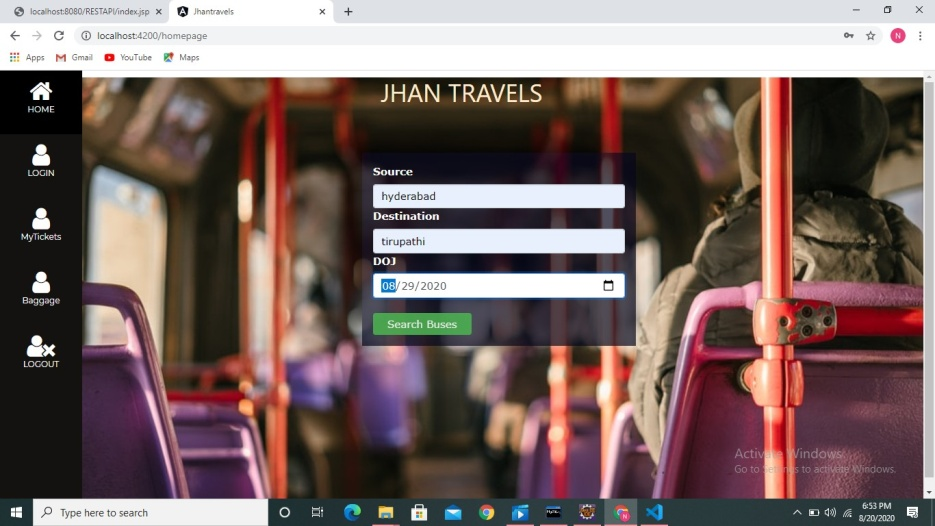 localhost:8080/RESTAPI/index.jsp
Jhantravels
localhost:4200/homepage
N
Apps
Gmail
YouTube
Maps
HOME
LOGIN
MyTickets
Baggage
LOGOUT
JHAN TRAVELS
Source
hyderabad
Destination
tirupathi
DOJ
08/29/2020
Search Buses
Activate Windows
Go to Settings to activate Windows.
Type here to search
6:53 PM
8/20/2020